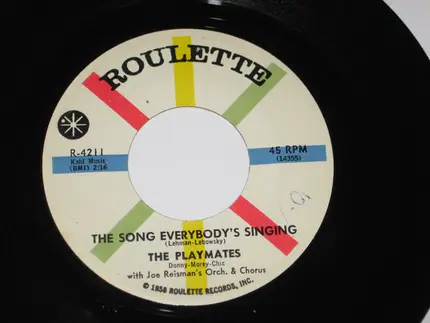 ROULETTE
R-4211
Kahl Music
(BMI) 2:16
45 RPM
(14355)
THE SONG EVERYBODY'S SINGING
(Lehman-Lebowsky)
THE PLAYMATES
Donny-Morey-Chic
with Joe Reisman's Orch. & Chorus
© 1958 ROULETTE RECORDS, INC.